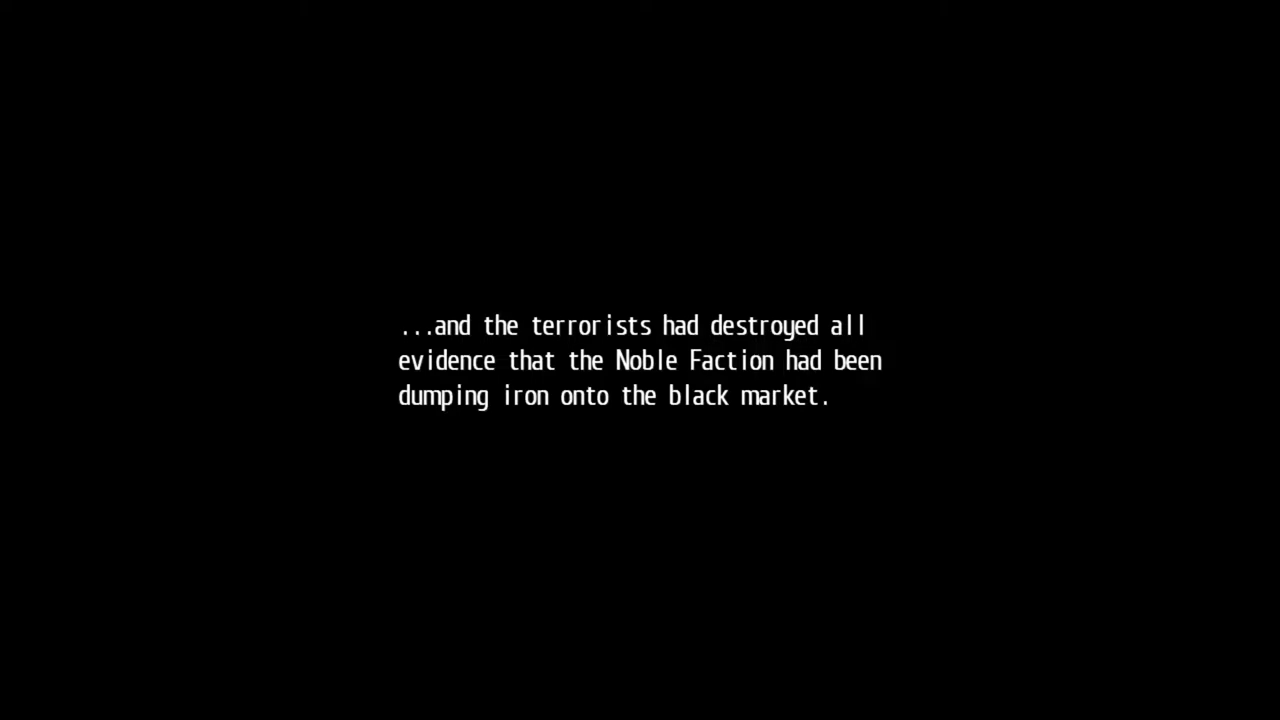 ...and the terrorists had destroyed all
evidence that the Noble Faction had been
dumping iron onto the black market.